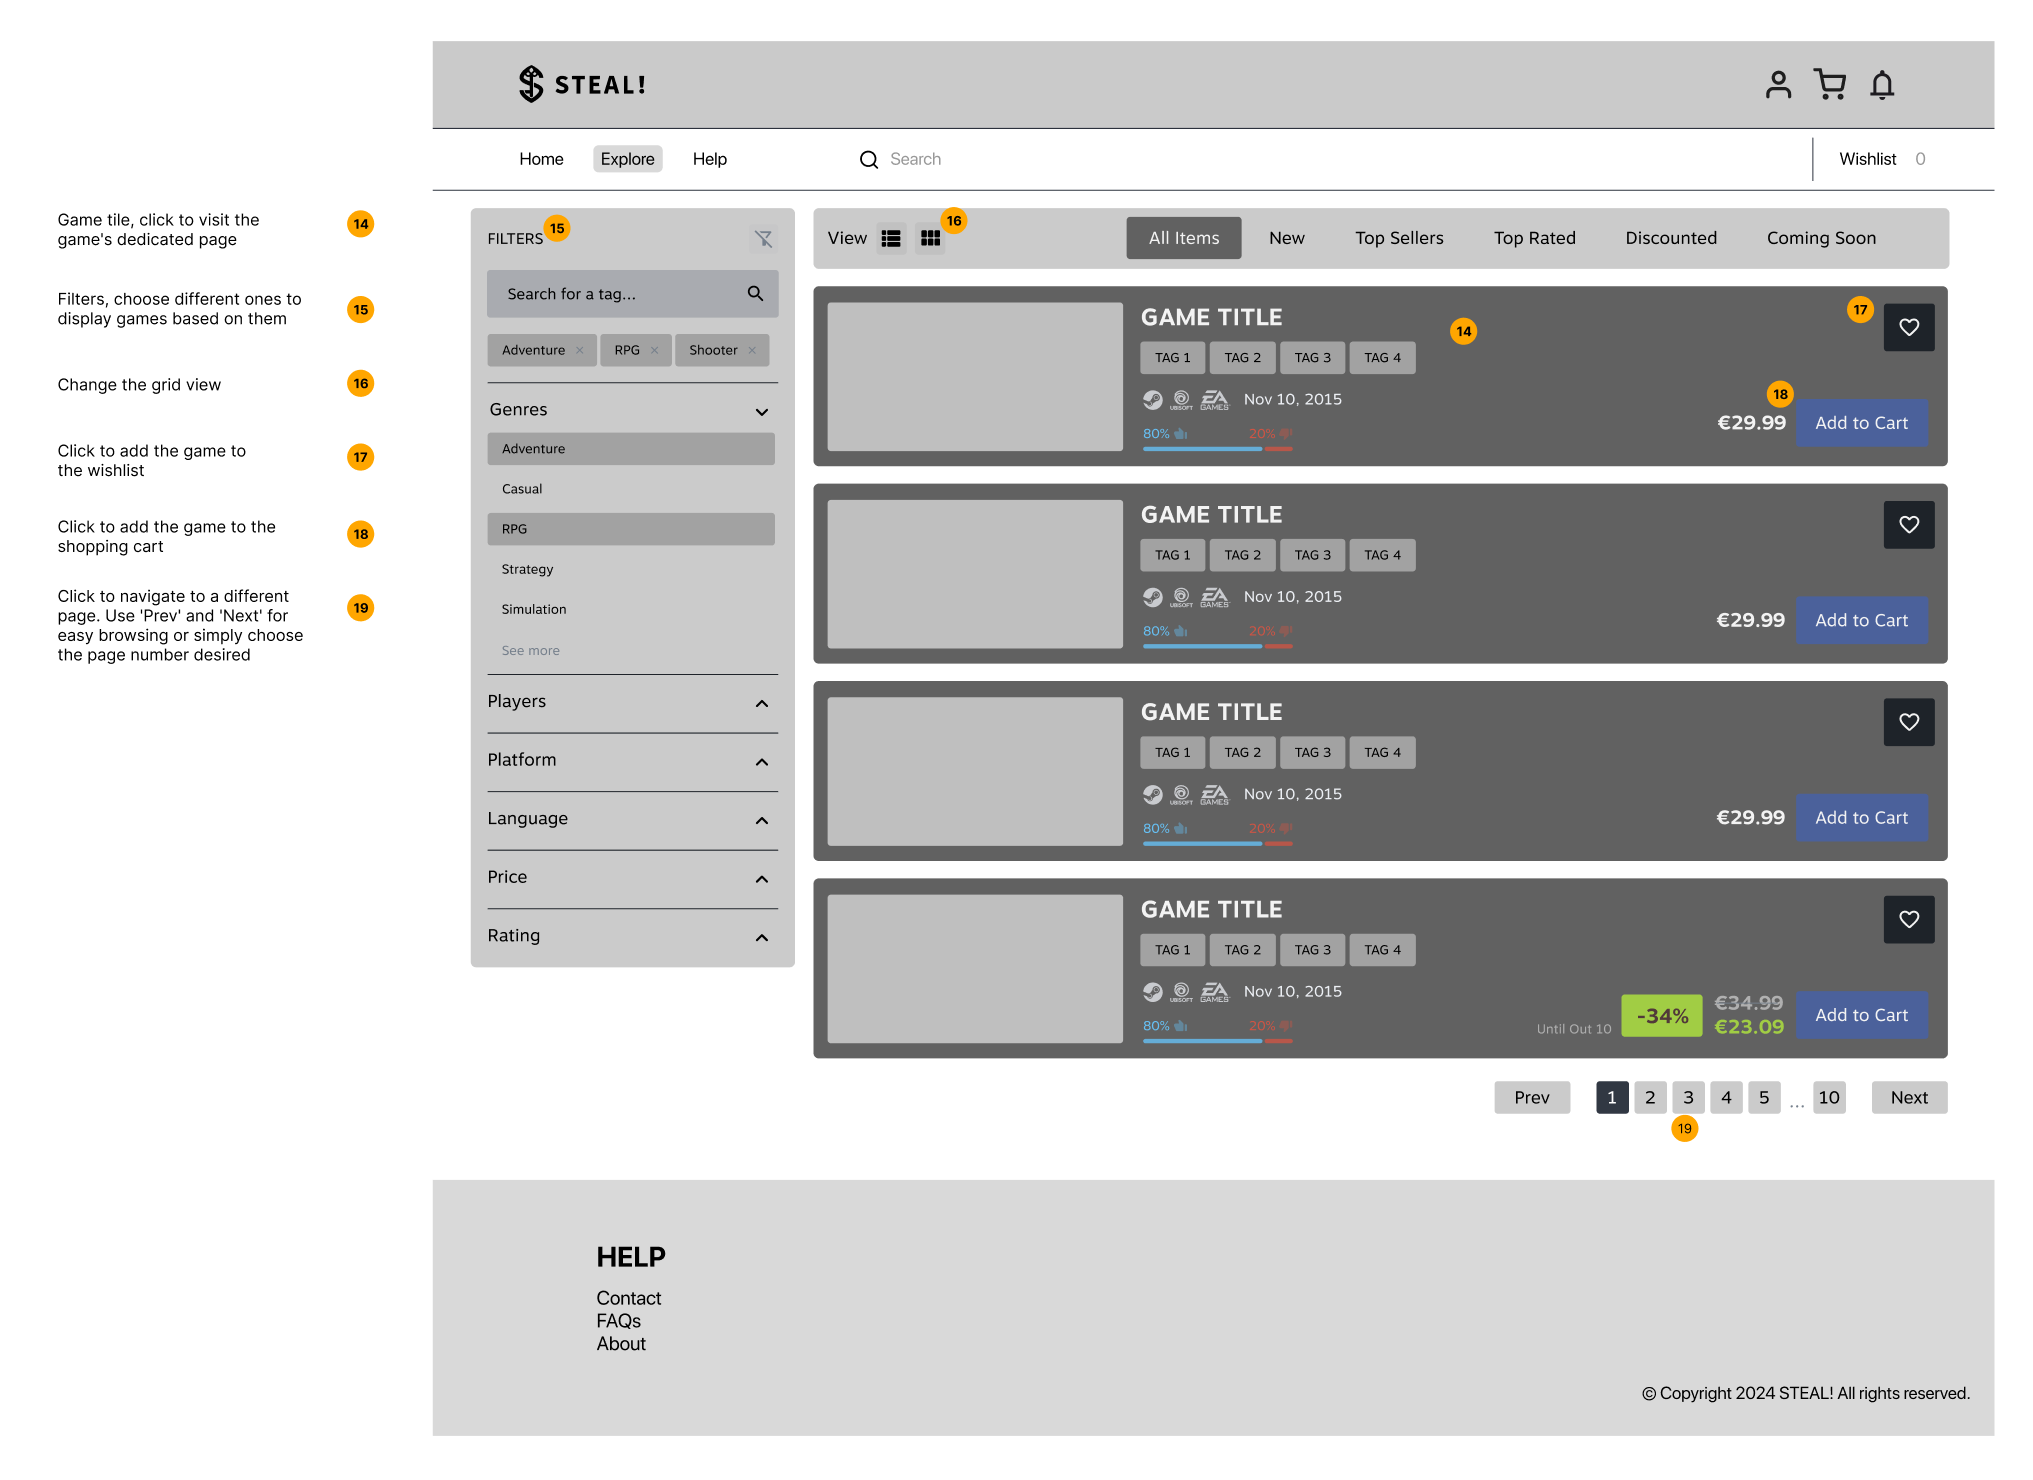 STEAL!
Home Explore Help Search Wishlist 0
Game tile, click to visit the
game's dedicated page
14
Filters, choose different ones to
display games based on them
15
Change the grid view
16
Click to add the game to
the wishlist
17
Click to add the game to the
shopping cart
18
Click to navigate to a different
page. Use 'Prev' and 'Next' for
easy browsing or simply choose
the page number desired
19
FILTERS 15
Search for a tag...
Adventure × RPG × Shooter ×
Genres
Adventure
Casual
RPG
Strategy
Simulation
See more
Players
Platform
Language
Price
Rating
View 16 All Items New Top Sellers Top Rated Discounted Coming Soon
GAME TITLE
14
17
TAG 1 TAG 2 TAG 3 TAG 4
UBISOFT EA GAMES Nov 10, 2015
18
€29.99 Add to Cart
80% 20%
GAME TITLE
TAG 1 TAG 2 TAG 3 TAG 4
UBISOFT EA GAMES Nov 10, 2015
€29.99 Add to Cart
80% 20%
GAME TITLE
TAG 1 TAG 2 TAG 3 TAG 4
UBISOFT EA GAMES Nov 10, 2015
€29.99 Add to Cart
80% 20%
GAME TITLE
TAG 1 TAG 2 TAG 3 TAG 4
UBISOFT EA GAMES Nov 10, 2015
80% 20%
Until Out 10 -34% €34.99
€23.09
Add to Cart
Prev 1 2 3 4 5 ... 10 Next
19
HELP
Contact
FAQs
About
© Copyright 2024 STEAL! All rights reserved.